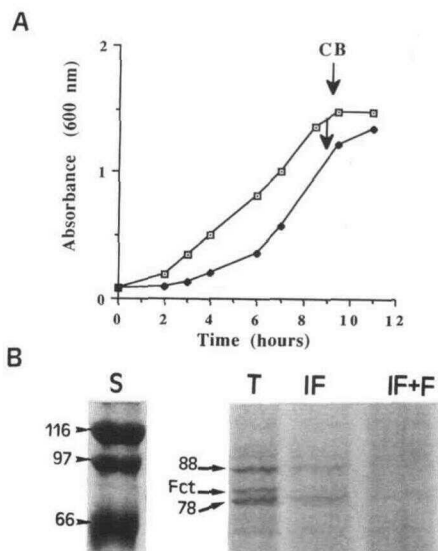 A
CB
2
1
0
Absorbance (600 nm)
0 2 4 6 8 10 12
Time (hours)
B
S T IF IF+F
116
97
66
88
Fct
78